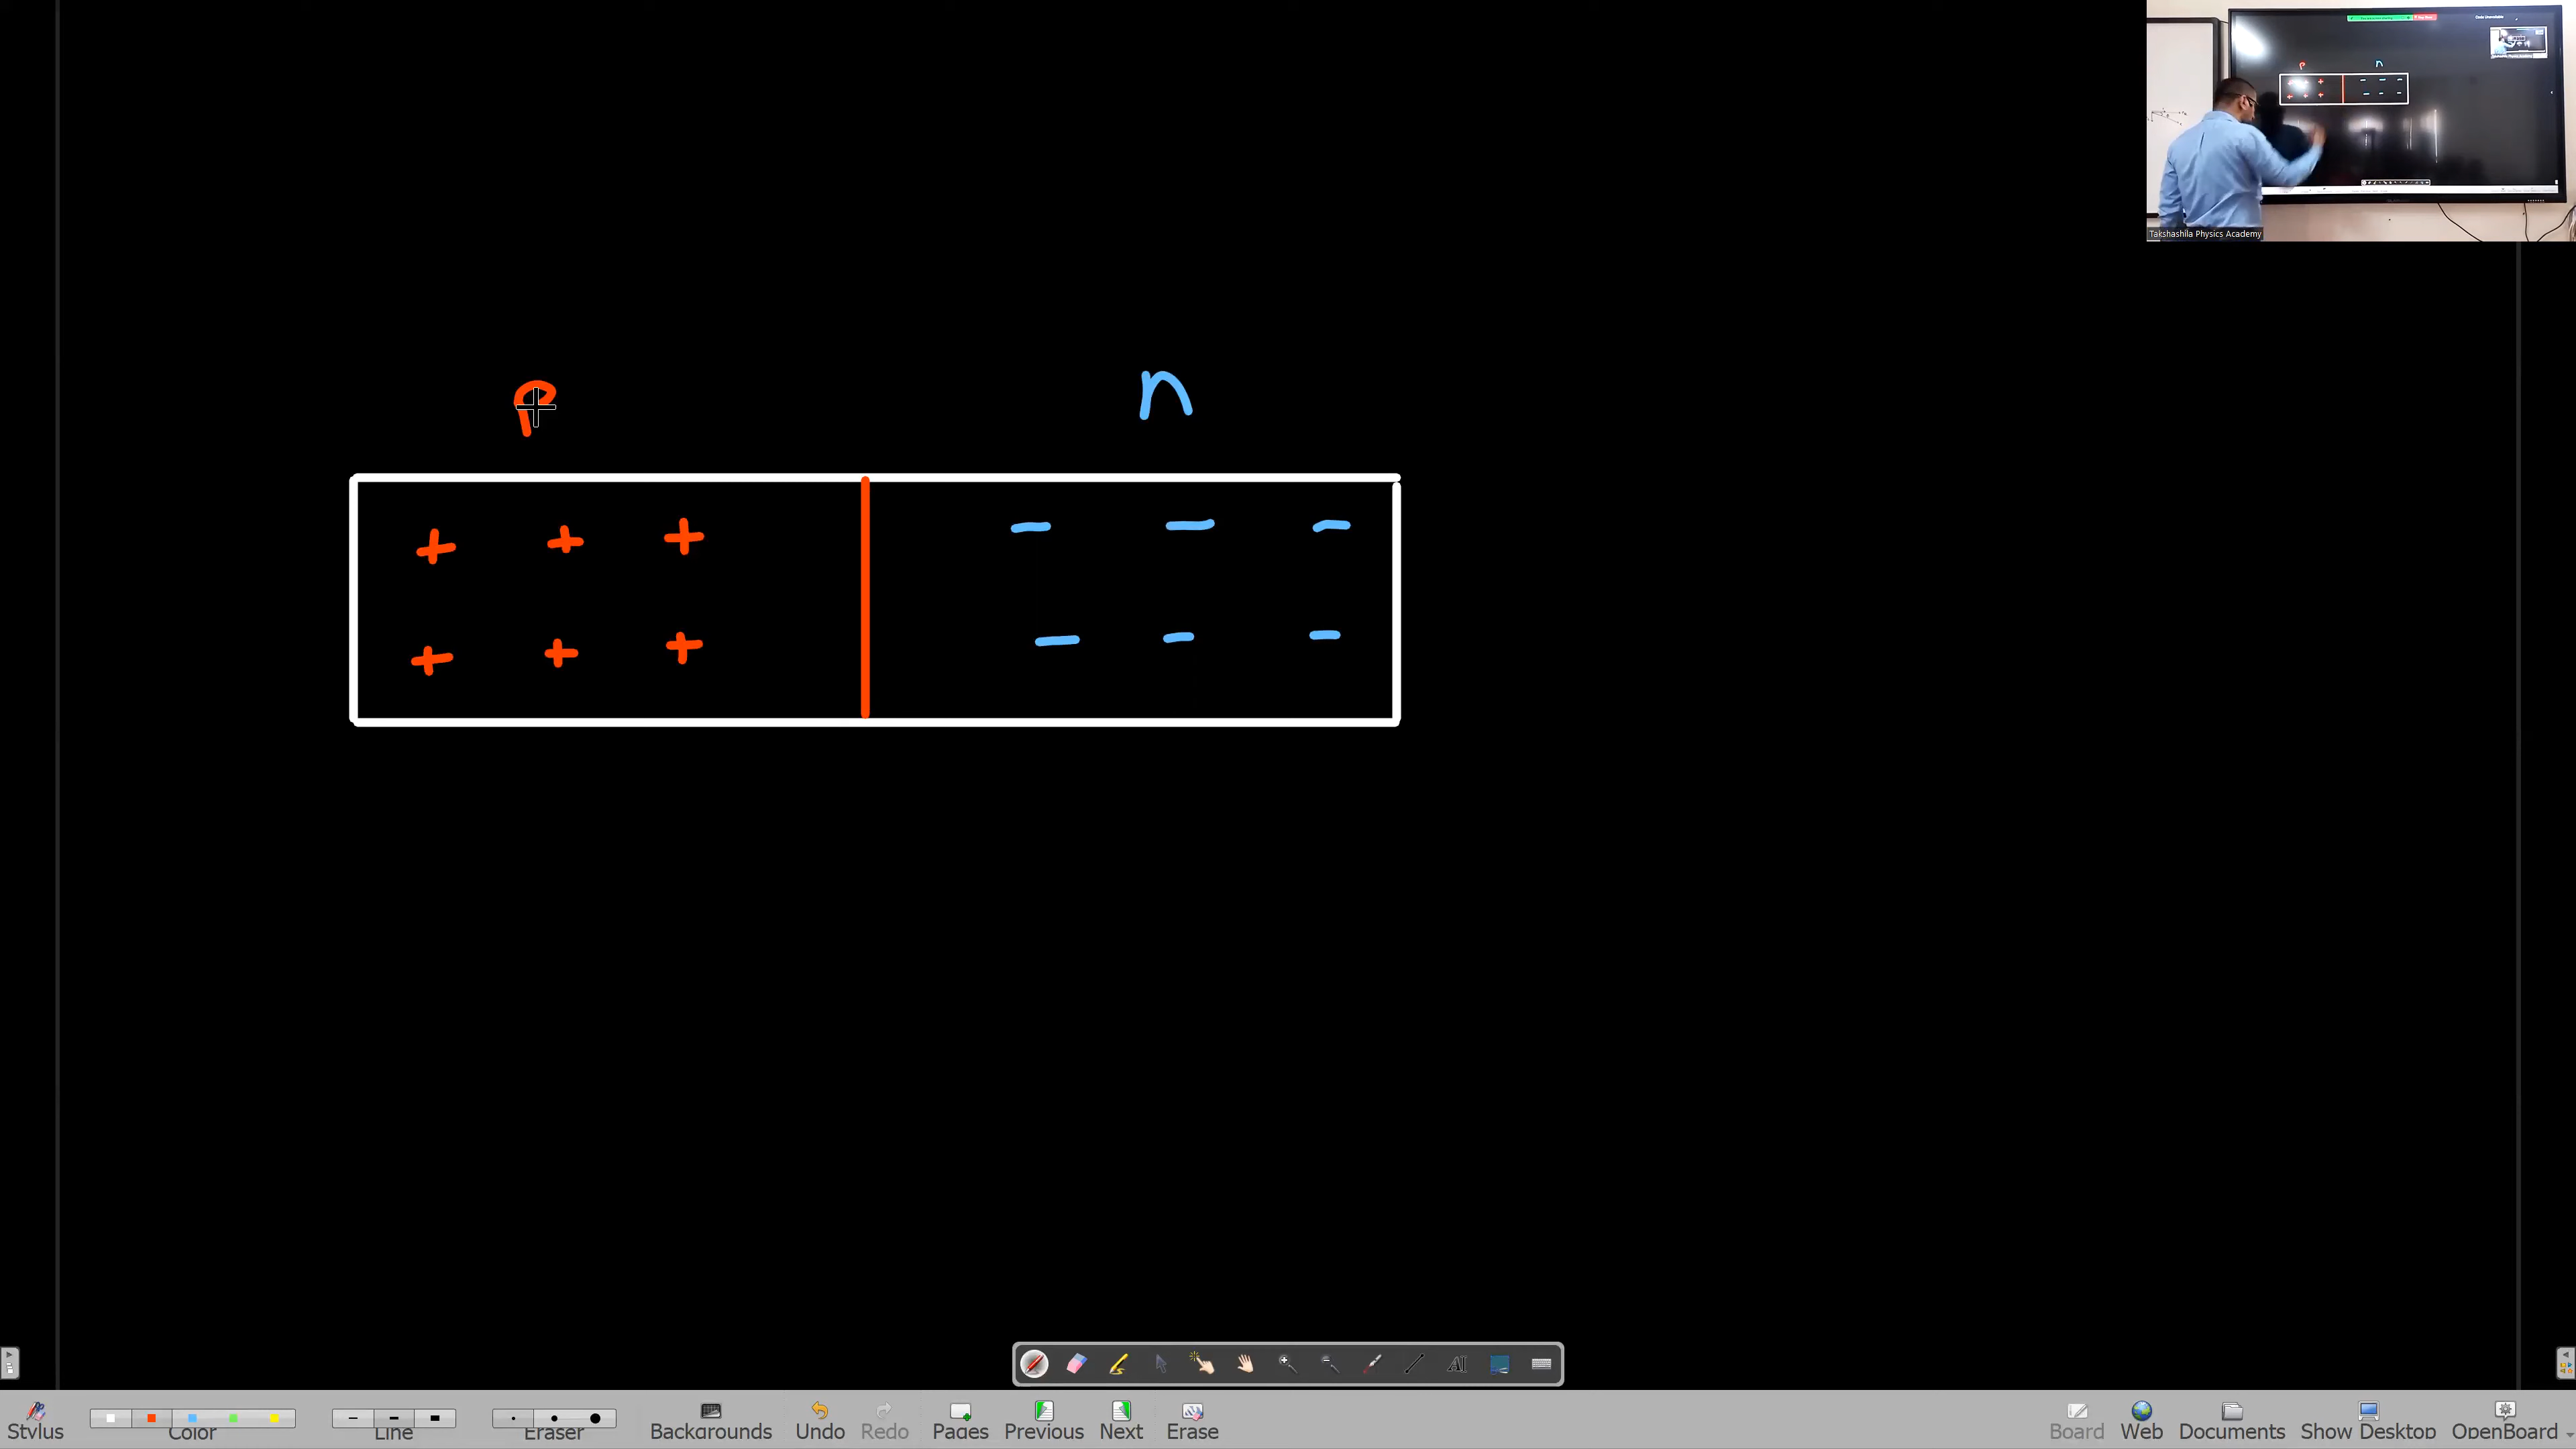 Takshashila Physics Academy
p n
+ + + - - -
+ + + - - -
Stylus Color Line Eraser Backgrounds Undo Redo Pages Previous Next Erase Board Web Documents Show Desktop OpenBoard